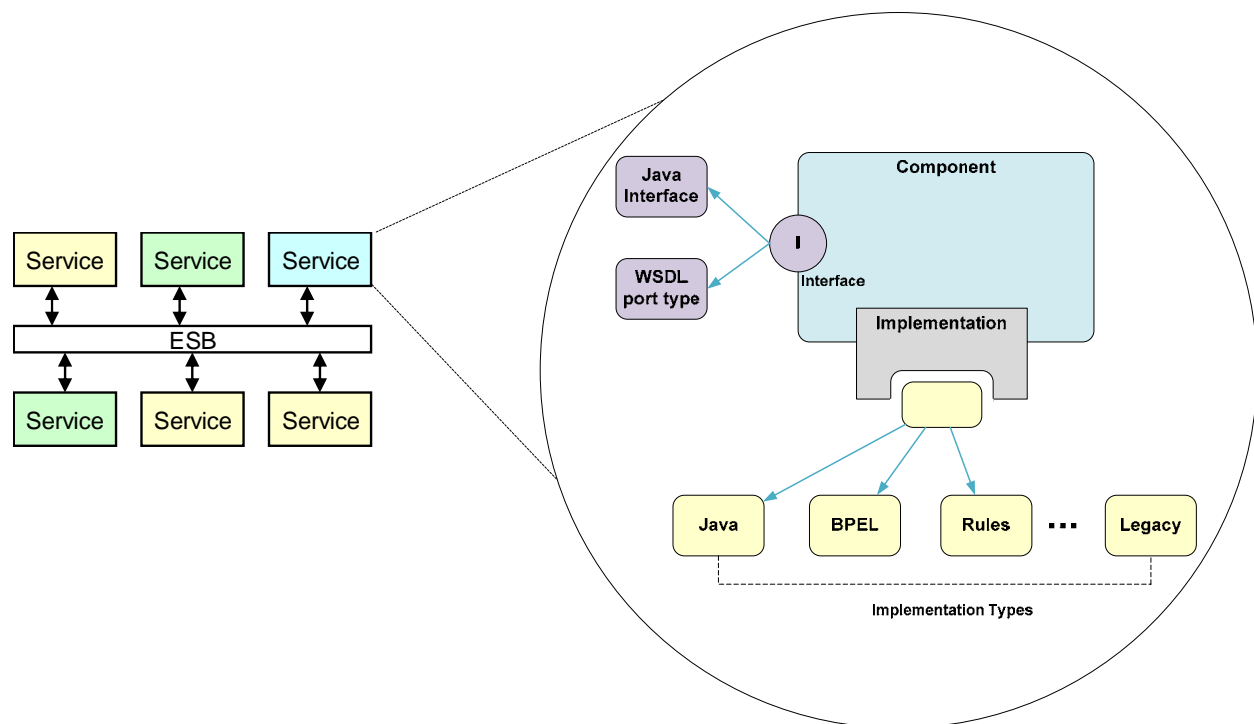 Service
Service
Service
ESB
Service
Service
Service
Component
Java
Interface
I
Interface
WSDL
port type
Implementation
Java
BPEL
Rules
...
Legacy
Implementation Types